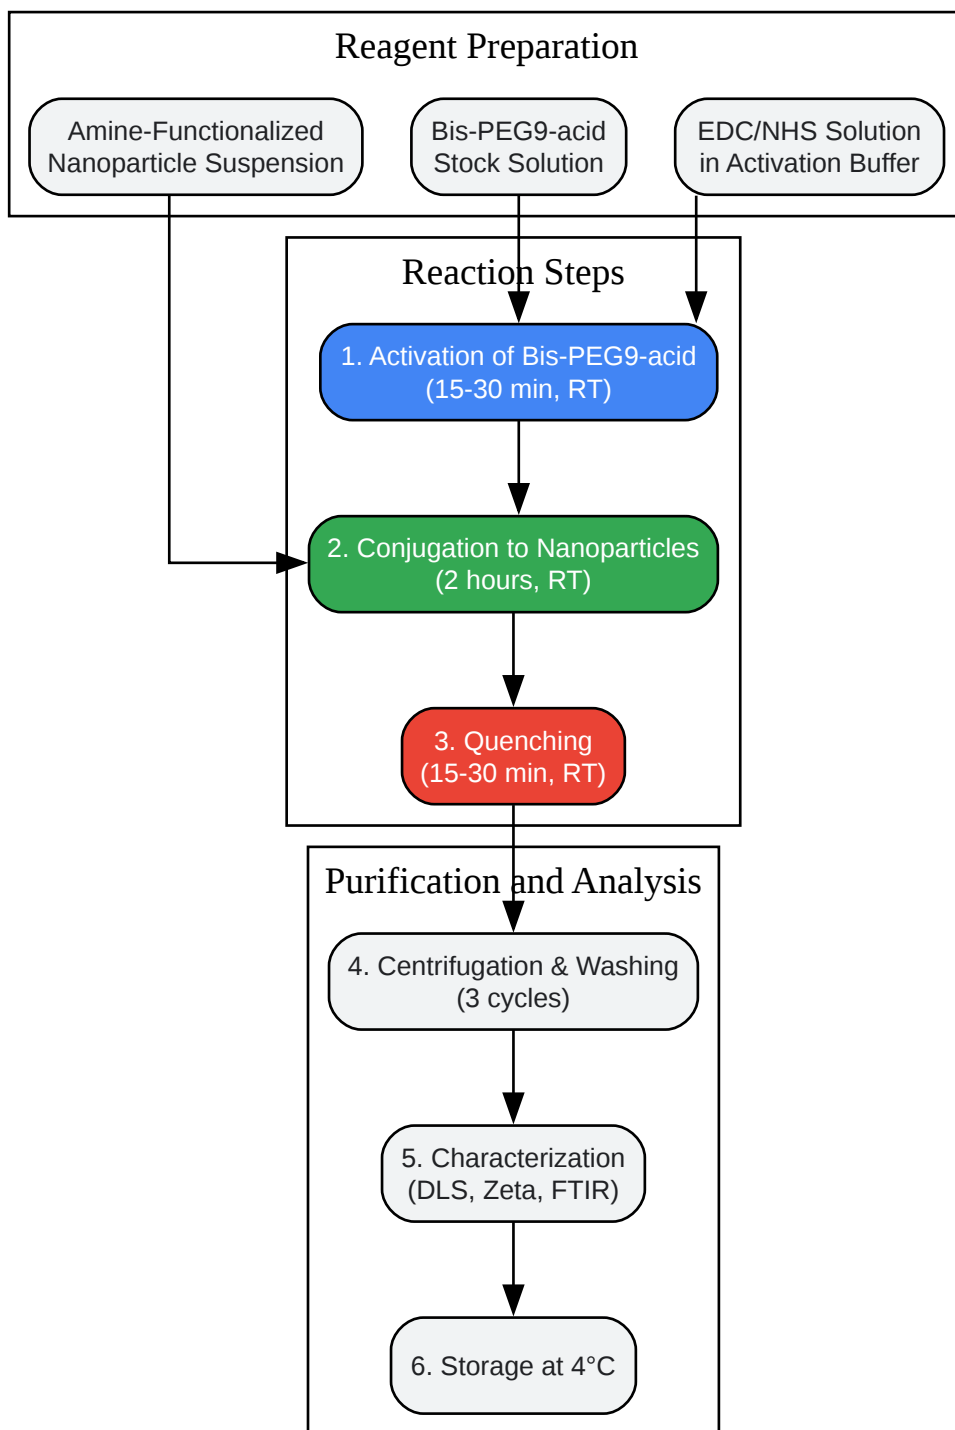 Reagent Preparation
Amine-Functionalized
Nanoparticle Suspension
Bis-PEG9-acid
Stock Solution
EDC/NHS Solution
in Activation Buffer
Reaction Steps
1. Activation of Bis-PEG9-acid
(15-30 min, RT)
2. Conjugation to Nanoparticles
(2 hours, RT)
3. Quenching
(15-30 min, RT)
Purification and Analysis
4. Centrifugation & Washing
(3 cycles)
5. Characterization
(DLS, Zeta, FTIR)
6. Storage at 4°C